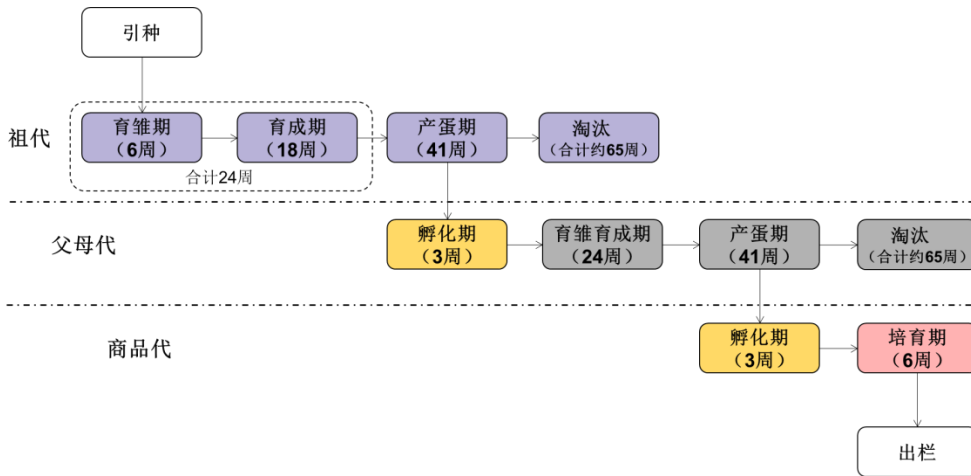 引种
祖代
育雏期
（6周）
育成期
（18周）
合计24周
产蛋期
（41周）
淘汰
（合计约65周）
父母代
孵化期
（3周）
育雏育成期
（24周）
产蛋期
（41周）
淘汰
（合计约65周）
商品代
孵化期
（3周）
培育期
（6周）
出栏